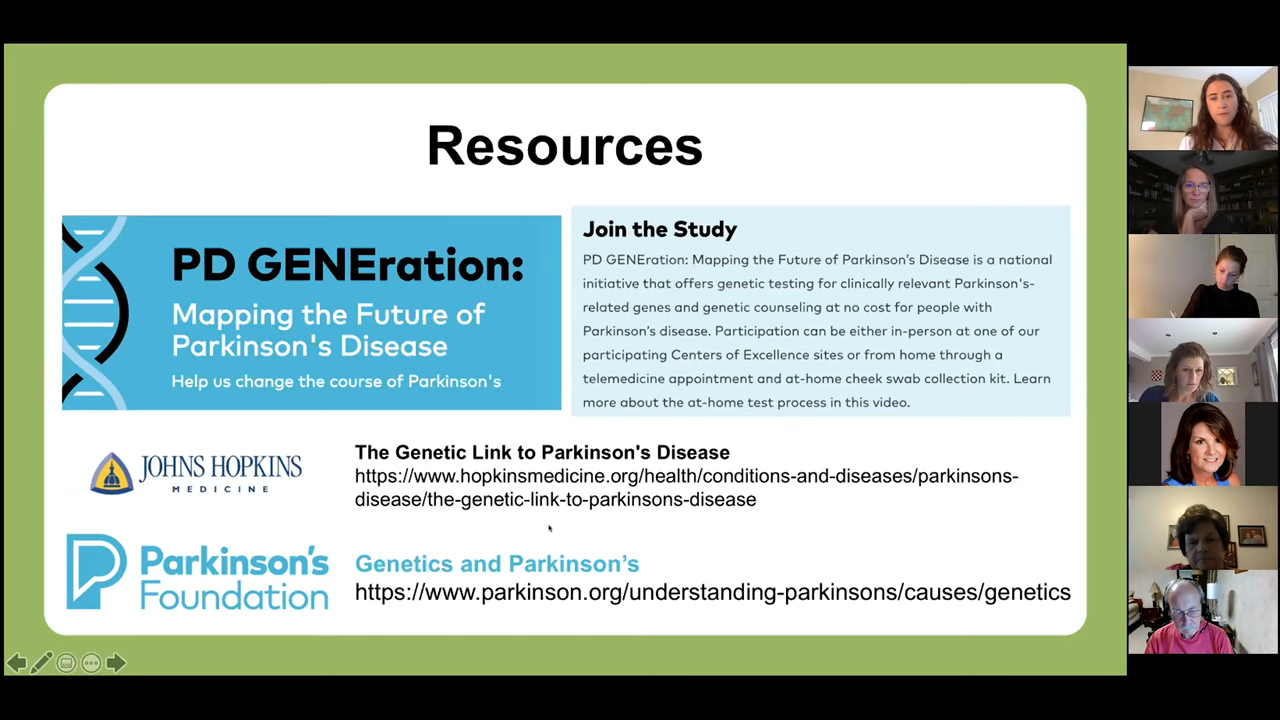 Resources
PD GENEration:
Mapping the Future of
Parkinson's Disease
Help us change the course of Parkinson's
Join the Study
PD GENEration: Mapping the Future of Parkinson's Disease is a national
initiative that offers genetic testing for clinically relevant Parkinson's-
related genes and genetic counseling at no cost for people with
Parkinson's disease. Participation can be either in-person at one of our
participating Centers of Excellence sites or from home through a
telemedicine appointment and at-home cheek swab collection kit. Learn
more about the at-home test process in this video.
JOHNS HOPKINS
MEDICINE
The Genetic Link to Parkinson's Disease
https://www.hopkinsmedicine.org/health/conditions-and-diseases/parkinsons-
disease/the-genetic-link-to-parkinsons-disease
Parkinson's
Foundation
Genetics and Parkinson’s
https://www.parkinson.org/understanding-parkinsons/causes/genetics